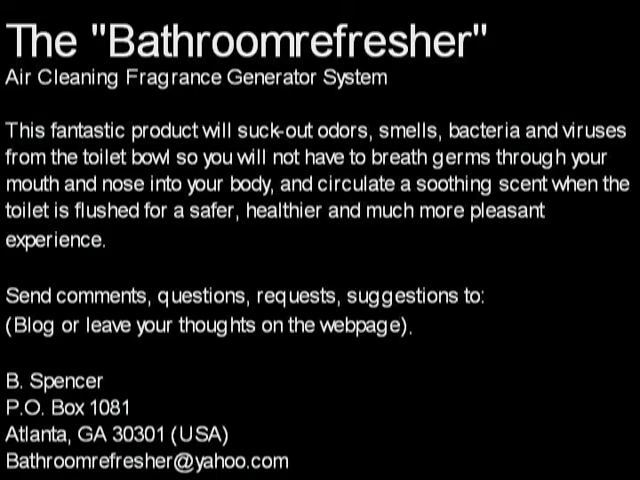 The "Bathroomrefresher"
Air Cleaning Fragrance Generator System
This fantastic product will suck-out odors, smells, bacteria and viruses
from the toilet bowl so you will not have to breath germs through your
mouth and nose into your body, and circulate a soothing scent when the
toilet is flushed for a safer, healthier and much more pleasant
experience.
Send comments, questions, requests, suggestions to:
(Blog or leave your thoughts on the webpage).
B. Spencer
P.O. Box 1081
Atlanta, GA 30301 (USA)
Bathroomrefresher@yahoo.com